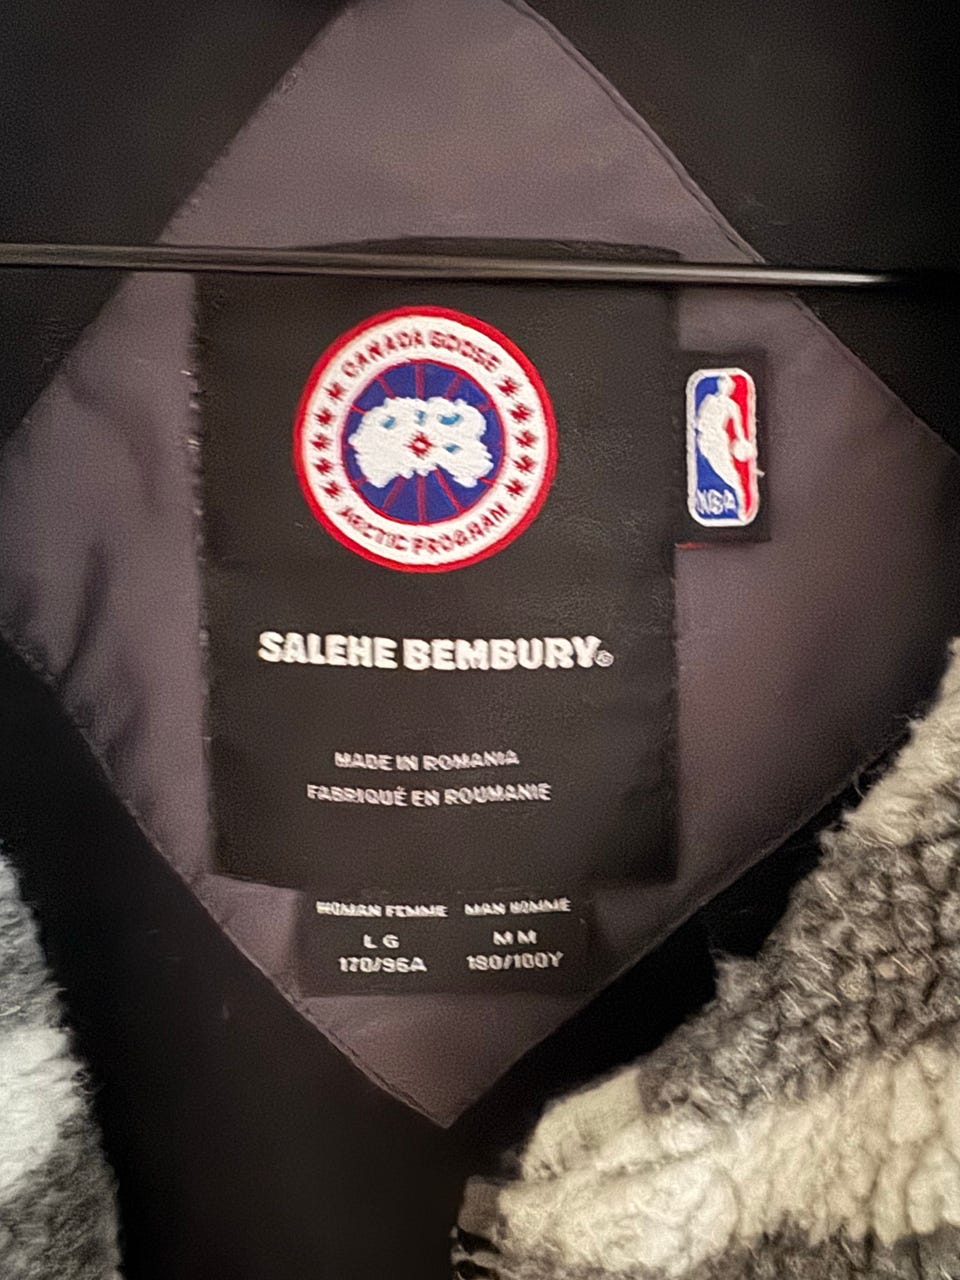 CANADA GOOSE
ARCTIC PROGRAM
NBA
SALEHE BEMBURY®
MADE IN ROMANIA
FABRIQUÉ EN ROUMANIE
WOMAN FEMME MAN HOMME
L G M M
170/96A 180/100Y